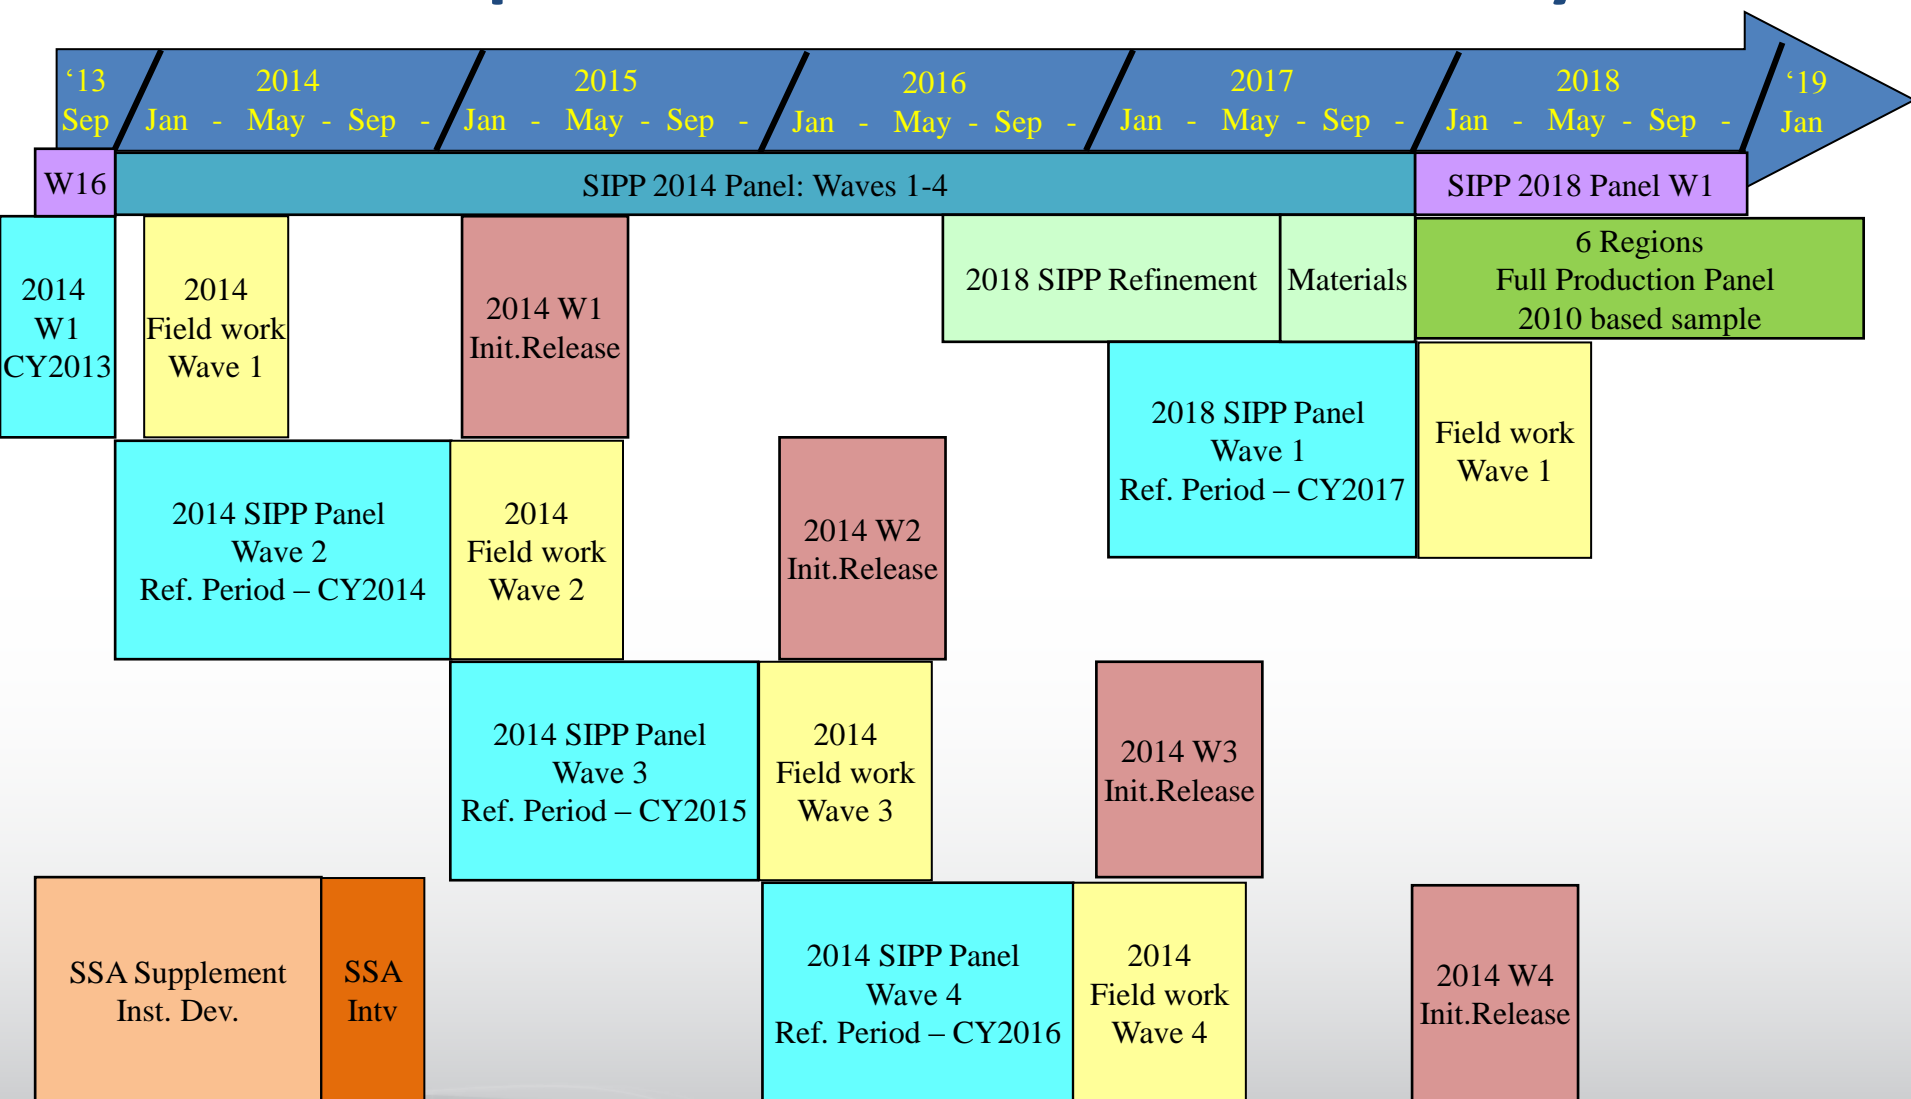 ‘13 2014 2015 2016 2017 2018 ‘19
Sep Jan - May - Sep - Jan - May - Sep - Jan - May - Sep - Jan - May - Sep - Jan - May - Sep - Jan
W16
SIPP 2014 Panel: Waves 1-4
SIPP 2018 Panel W1
2014
W1
CY2013
2014
Field work
Wave 1
2014 W1
Init.Release
2018 SIPP Refinement
Materials
6 Regions
Full Production Panel
2010 based sample
2018 SIPP Panel
Wave 1
Ref. Period – CY2017
Field work
Wave 1
2014 SIPP Panel
Wave 2
Ref. Period – CY2014
2014
Field work
Wave 2
2014 W2
Init.Release
2014 SIPP Panel
Wave 3
Ref. Period – CY2015
2014
Field work
Wave 3
2014 W3
Init.Release
SSA Supplement
Inst. Dev.
SSA
Intv
2014 SIPP Panel
Wave 4
Ref. Period – CY2016
2014
Field work
Wave 4
2014 W4
Init.Release